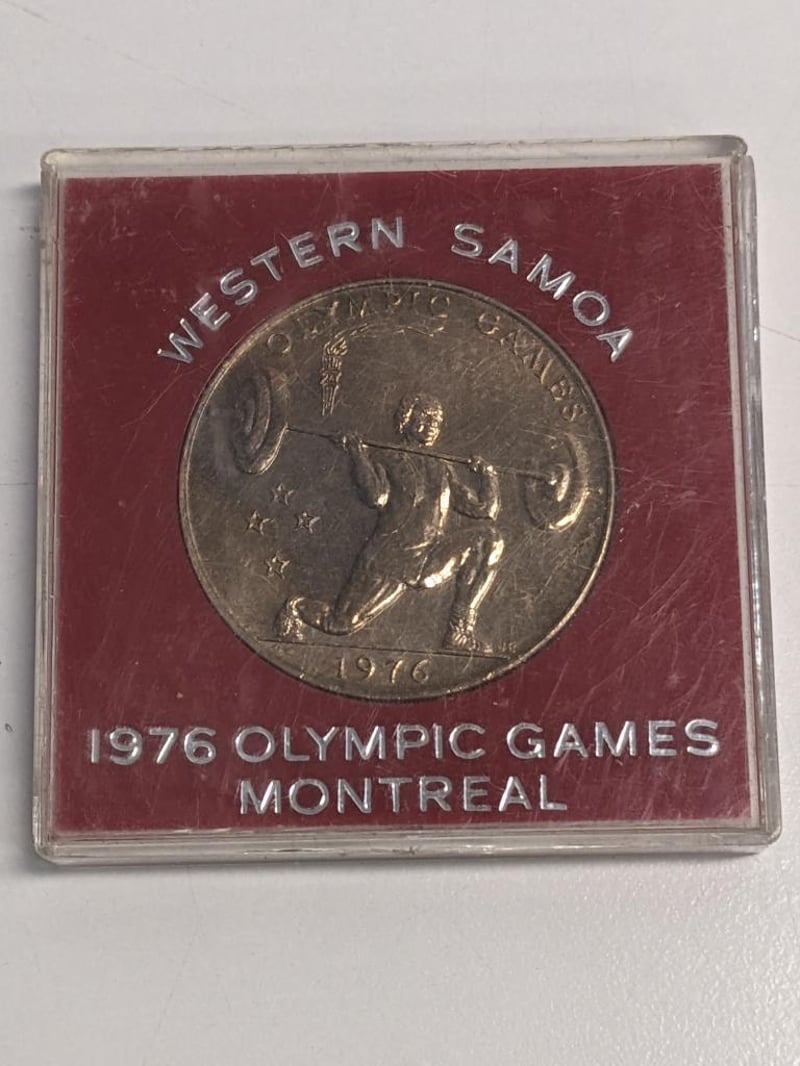 WESTERN SAMOA
OLYMPIC GAMES
1976
1976 OLYMPIC GAMES
MONTREAL